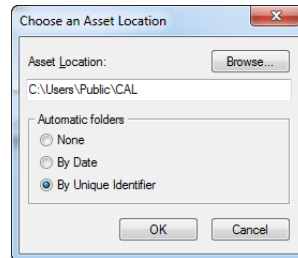 Choose an Asset Location
Asset Location:
Browse...
C:\Users\Public\CAL
Automatic folders
None
By Date
By Unique Identifier
OK
Cancel